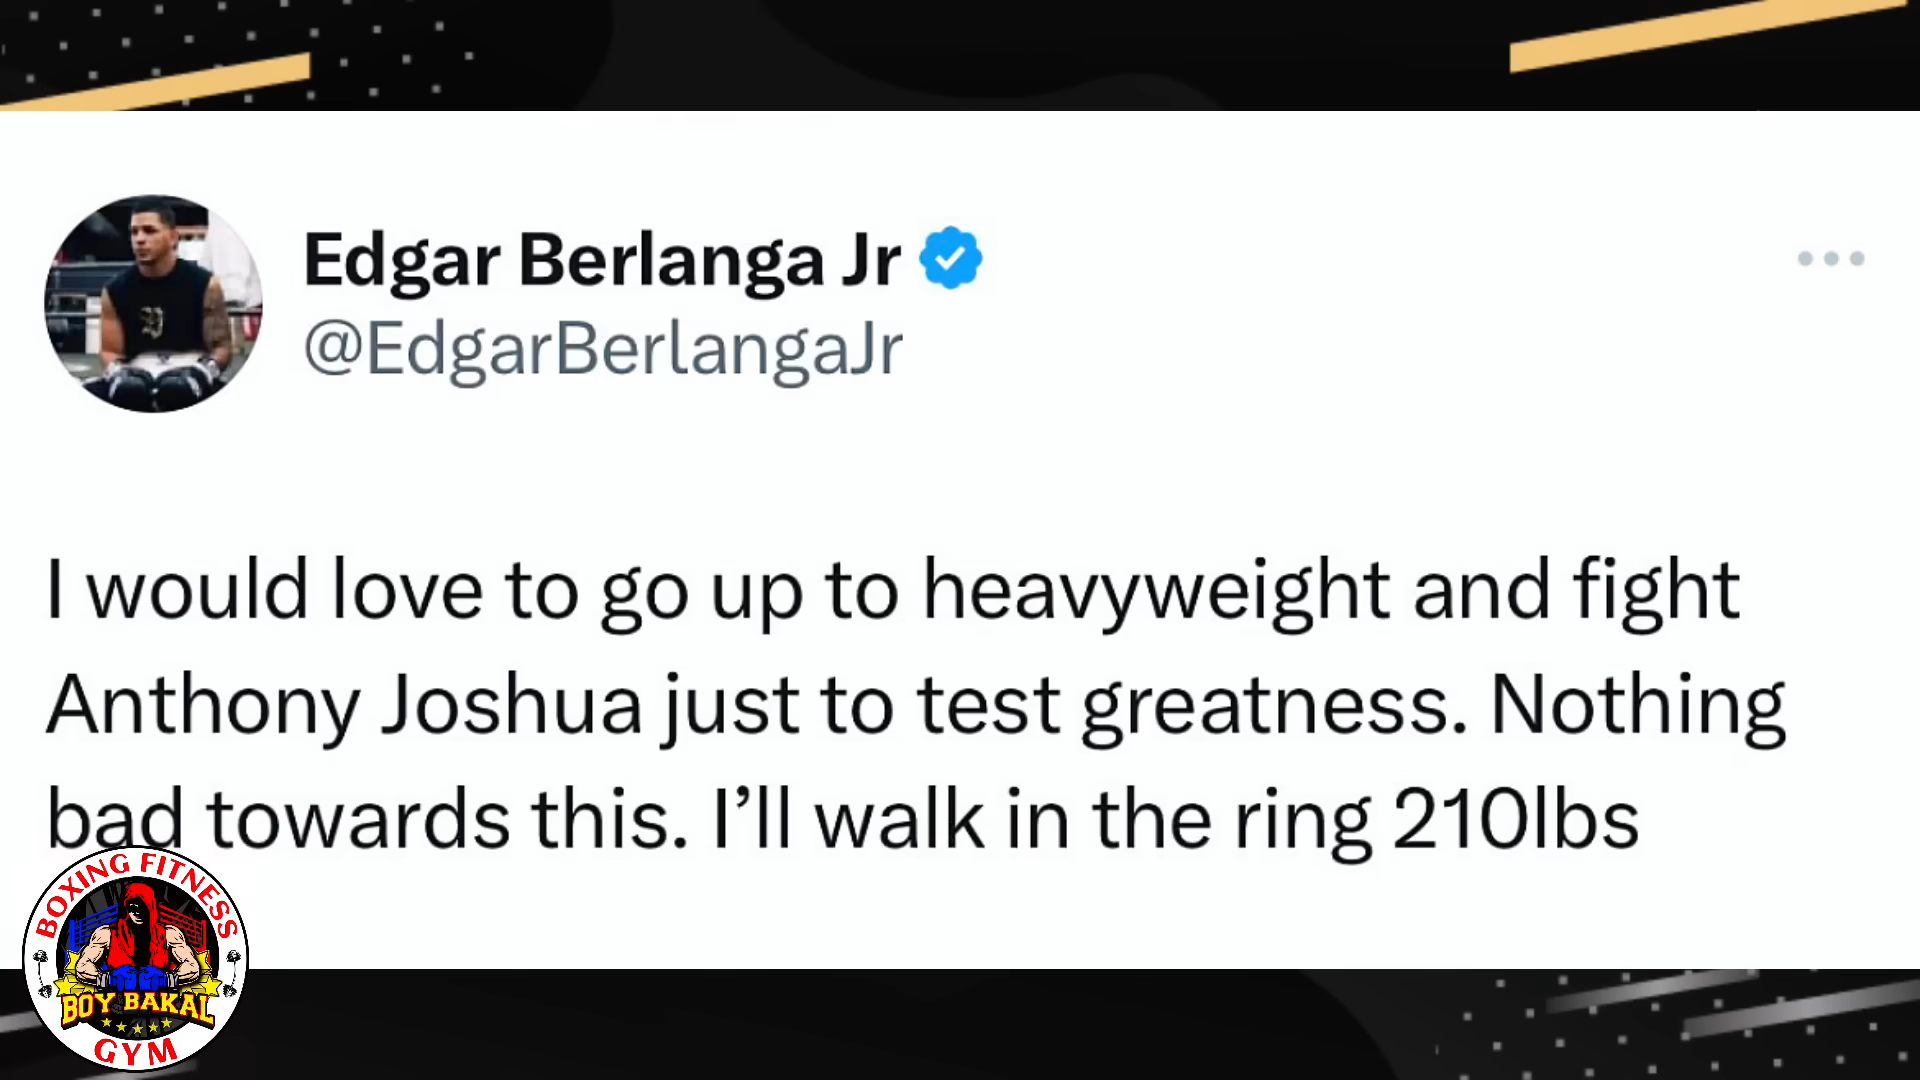 Edgar Berlanga Jr
@EdgarBerlangaJr
I would love to go up to heavyweight and fight
Anthony Joshua just to test greatness. Nothing
bad towards this. I’ll walk in the ring 210lbs
BOXING FITNESS
BOY BAKAL
GYM